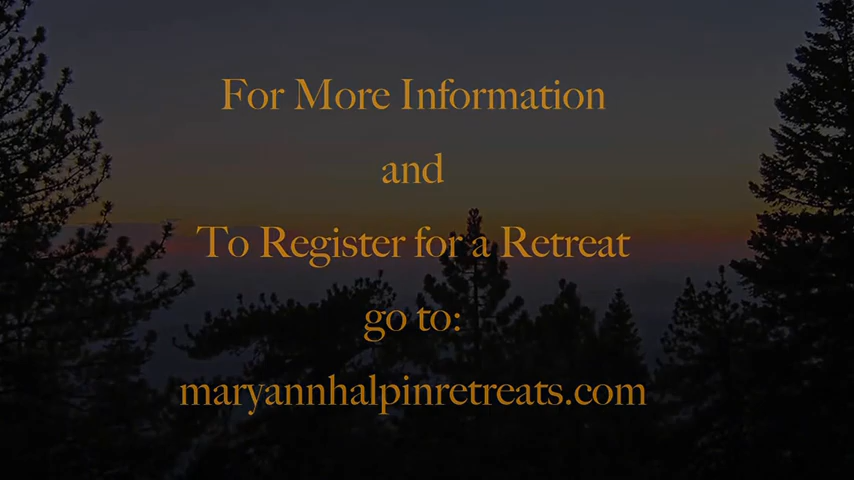 For More Information
and
To Register for a Retreat
go to:
maryannhalpinretreats.com